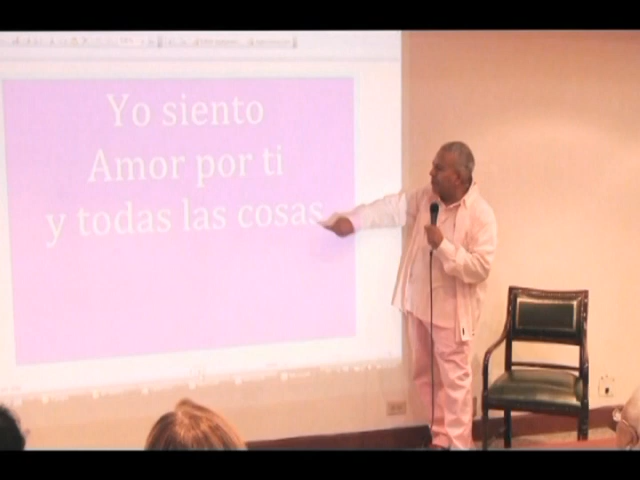 Yo siento
Amor por ti
y todas las cosas